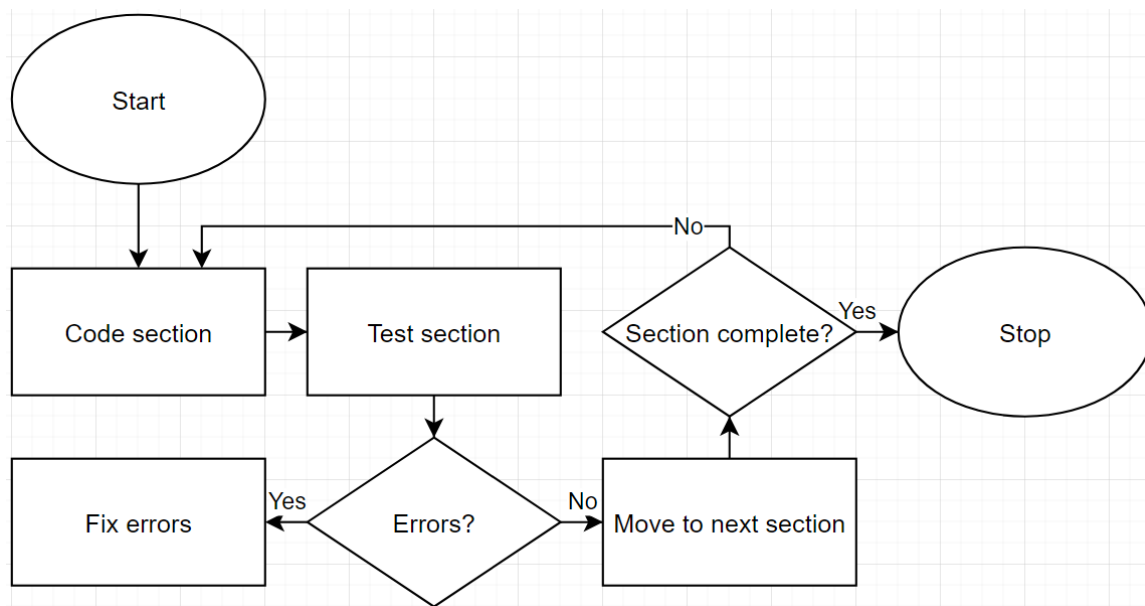 Start
No
Code section
Test section
Section complete?
Yes
Stop
Fix errors
Yes
Errors?
No
Move to next section